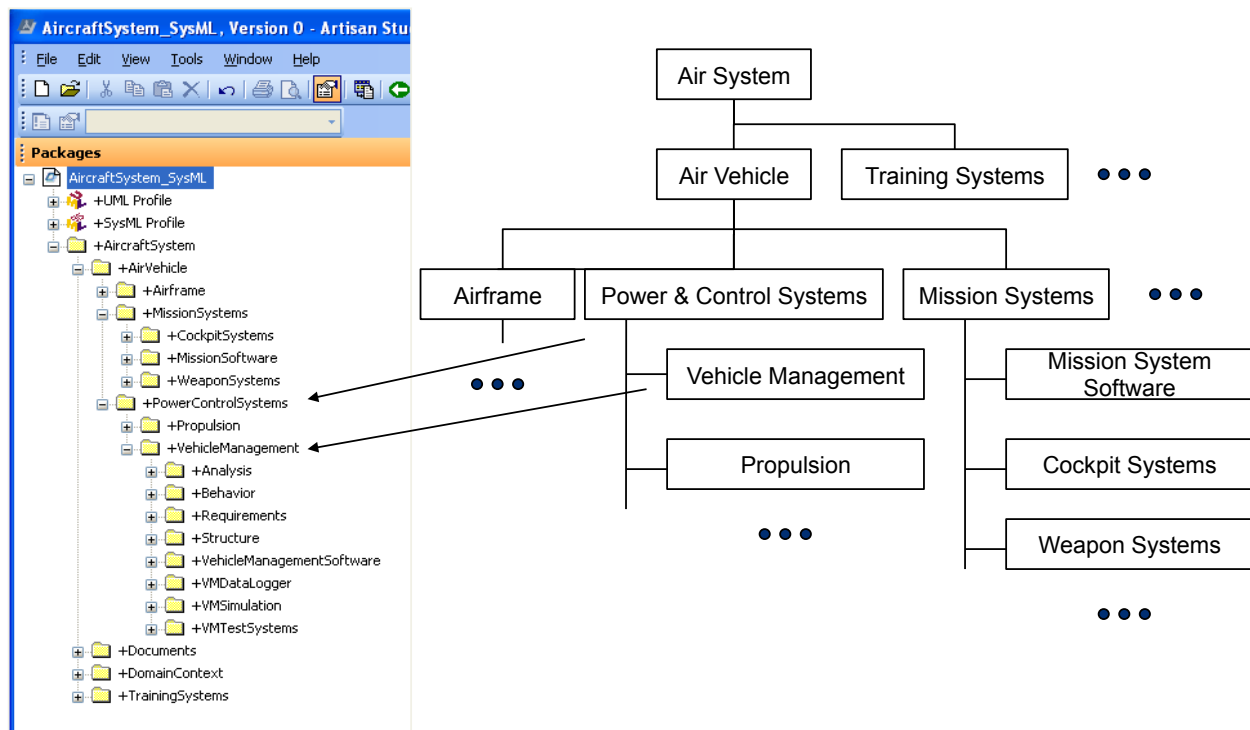 AircraftSystem_SysML, Version 0 - Artisan Stu
File Edit View Tools Window Help
Packages
AircraftSystem_SysML
+UML Profile
+SysML Profile
+AircraftSystem
+AirVehicle
+Airframe
+MissionSystems
+CockpitSystems
+MissionSoftware
+WeaponSystems
+PowerControlSystems
+Propulsion
+VehicleManagement
+Analysis
+Behavior
+Requirements
+Structure
+VehicleManagementSoftware
+VMDataLogger
+VMSimulation
+VMTestSystems
+Documents
+DomainContext
+TrainingSystems
Air System
Air Vehicle
Training Systems
Airframe
Power & Control Systems
Mission Systems
Vehicle Management
Propulsion
Mission System
Software
Cockpit Systems
Weapon Systems